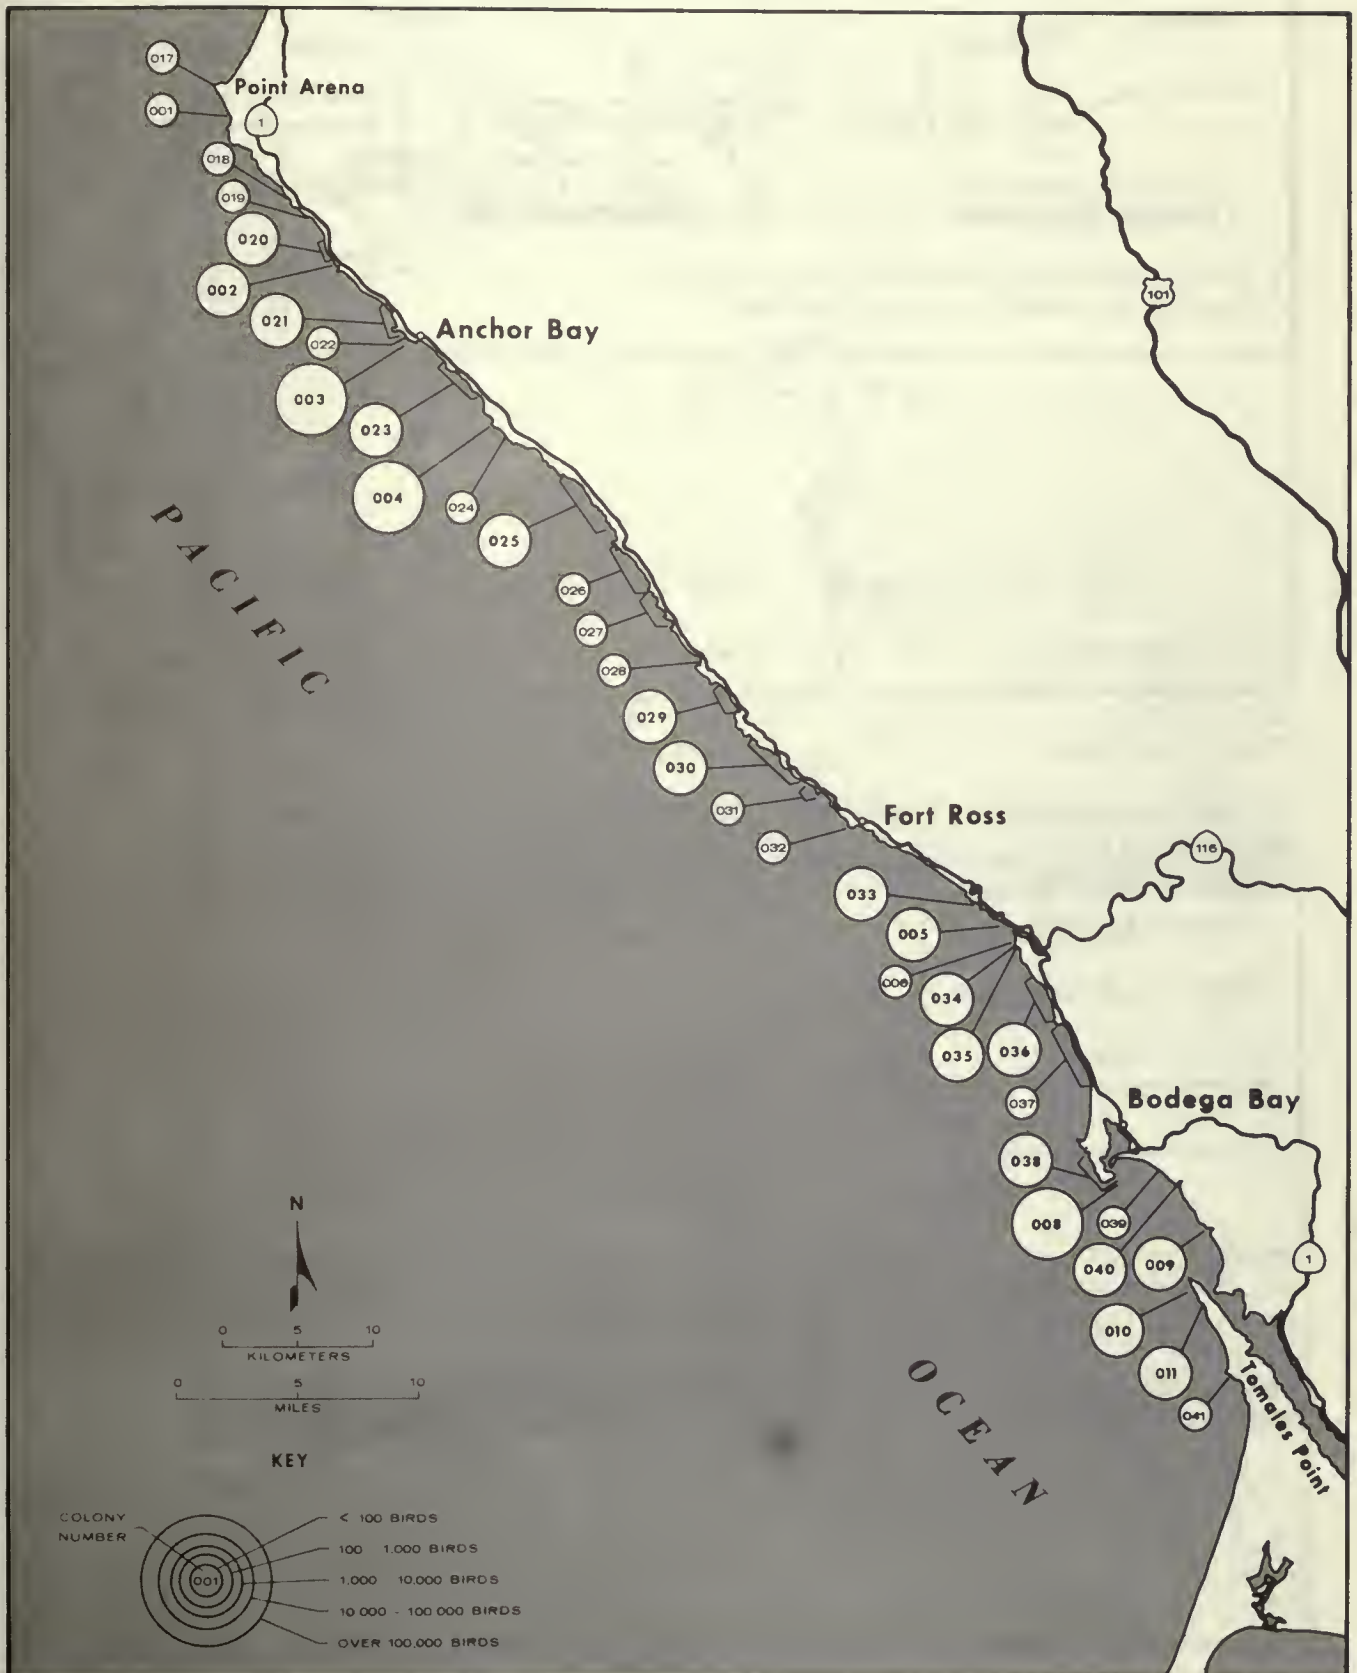 017
Point Arena
001
1
018
019
020
002
021
022
Anchor Bay
003
023
004
024
025
101
PACIFIC
026
027
028
029
030
031
032
Fort Ross
116
033
005
006
034
035
036
037
Bodega Bay
038
008
039
040
009
1
010
011
041
Tomales Point
OCEAN
N
0 5 10
KILOMETERS
0 5 10
MILES
KEY
COLONY
NUMBER
001
< 100 BIRDS
100 1,000 BIRDS
1,000 10,000 BIRDS
10 000 - 100 000 BIRDS
OVER 100,000 BIRDS